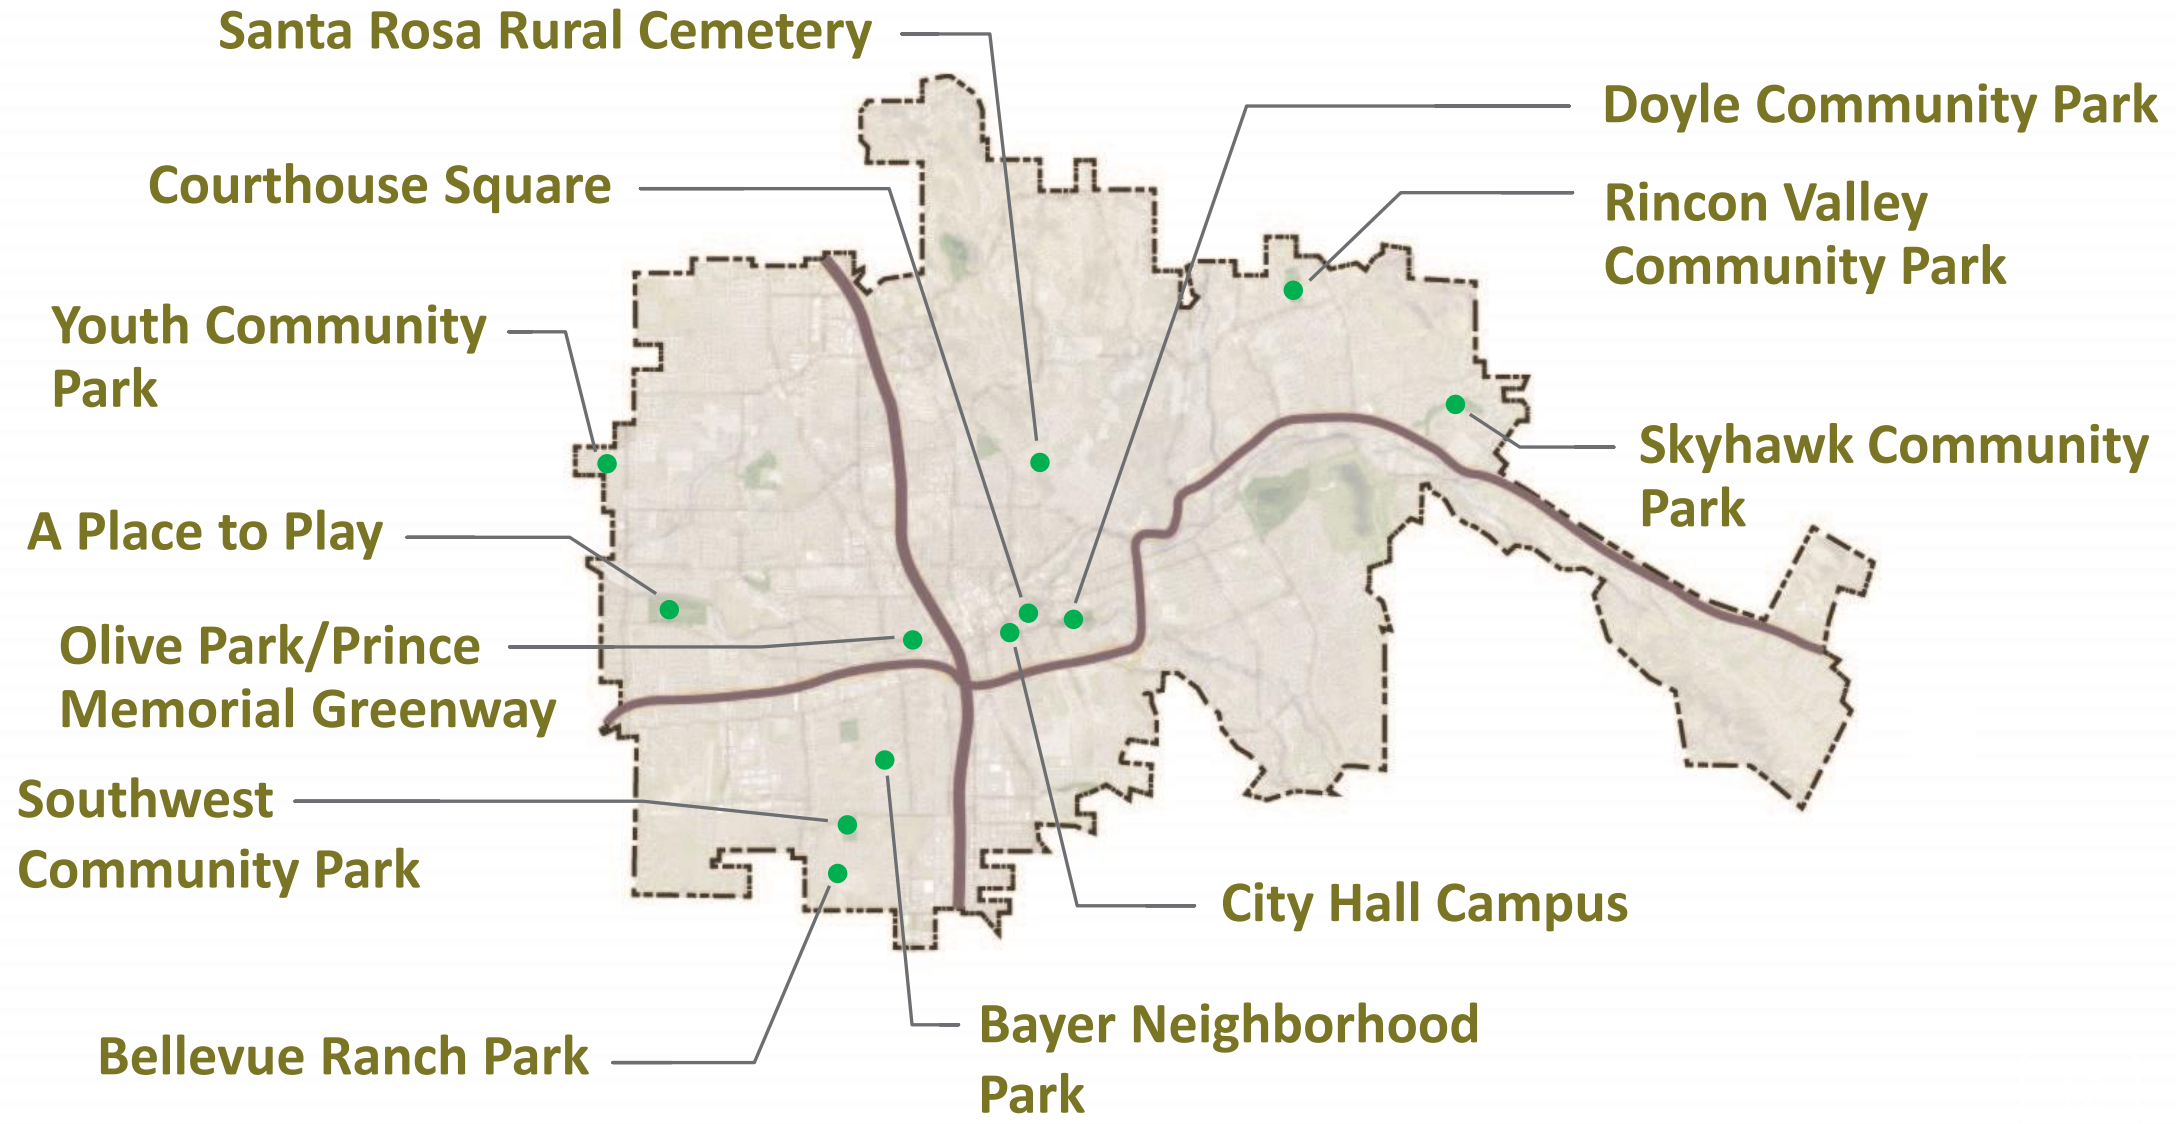 Santa Rosa Rural Cemetery
Doyle Community Park
Courthouse Square
Rincon Valley
Community Park
Youth Community
Park
Skyhawk Community
Park
A Place to Play
Olive Park/Prince
Memorial Greenway
Southwest
Community Park
City Hall Campus
Bayer Neighborhood
Park
Bellevue Ranch Park